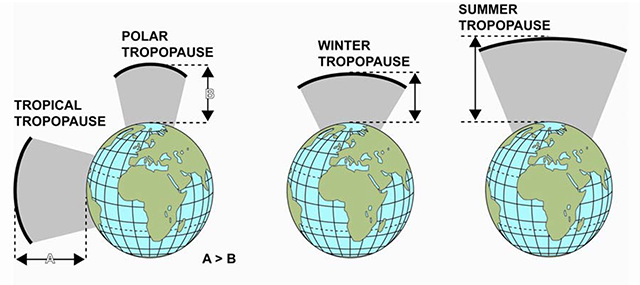 POLAR
TROPOPAUSE
B
TROPICAL
TROPOPAUSE
A
A > B
WINTER
TROPOPAUSE
SUMMER
TROPOPAUSE